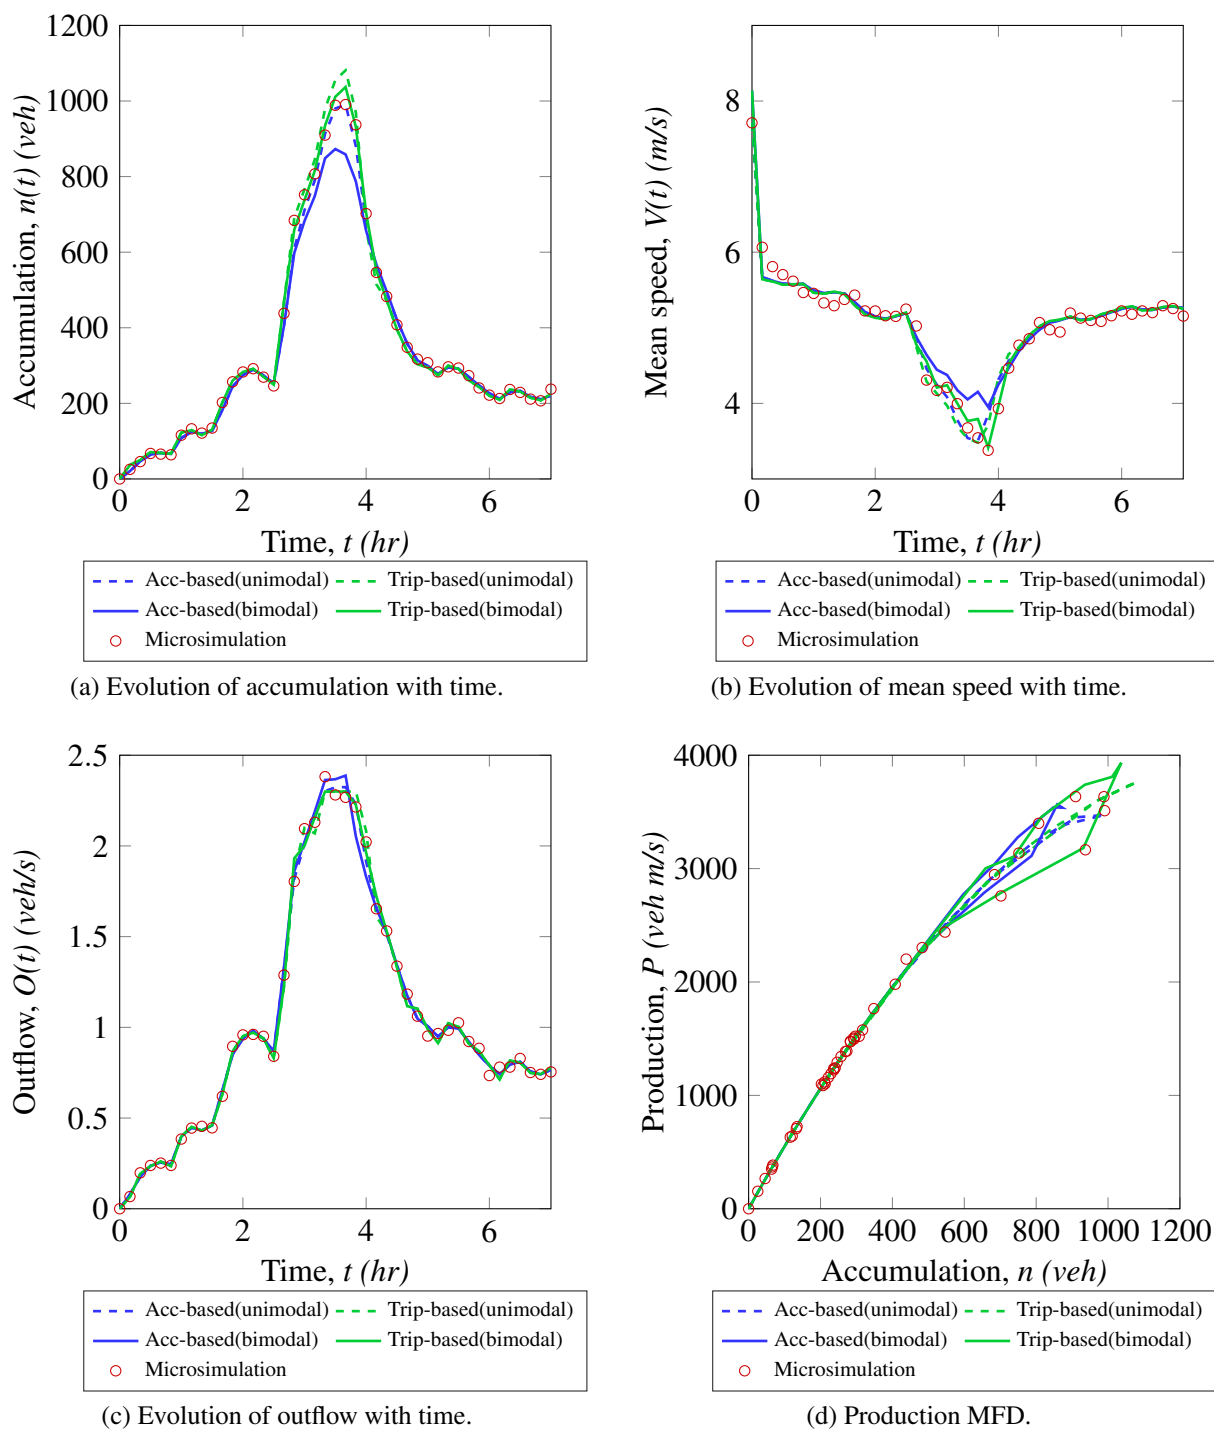 1200
1000
800
600
400
200
0
Accumulation, n(t) (veh)
0 2 4 6
Time, t (hr)
Acc-based(unimodal) Trip-based(unimodal)
Acc-based(bimodal) Trip-based(bimodal)
Microsimulation
(a) Evolution of accumulation with time.
8
6
4
Mean speed, V(t) (m/s)
0 2 4 6
Time, t (hr)
Acc-based(unimodal) Trip-based(unimodal)
Acc-based(bimodal) Trip-based(bimodal)
Microsimulation
(b) Evolution of mean speed with time.
2.5
2
1.5
1
0.5
0
Outflow, O(t) (veh/s)
0 2 4 6
Time, t (hr)
Acc-based(unimodal) Trip-based(unimodal)
Acc-based(bimodal) Trip-based(bimodal)
Microsimulation
(c) Evolution of outflow with time.
4000
3000
2000
1000
0
Production, P (veh m/s)
0 200 400 600 800 1000 1200
Accumulation, n (veh)
Acc-based(unimodal) Trip-based(unimodal)
Acc-based(bimodal) Trip-based(bimodal)
Microsimulation
(d) Production MFD.